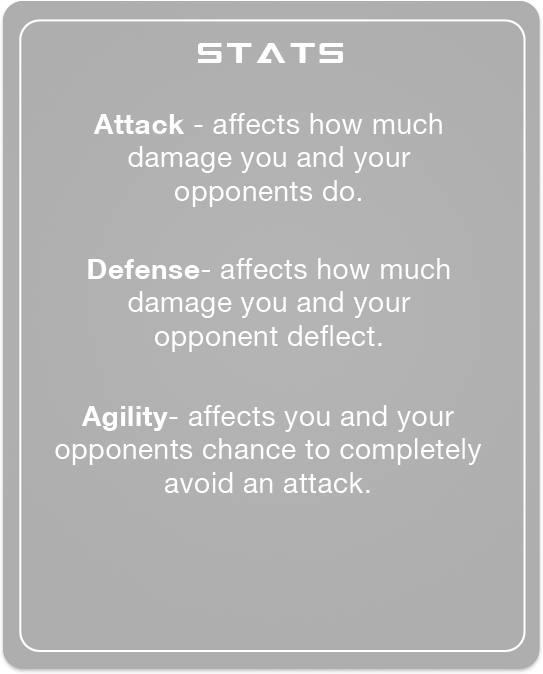 STATS
Attack - affects how much
damage you and your
opponents do.
Defense- affects how much
damage you and your
opponent deflect.
Agility- affects you and your
opponents chance to completely
avoid an attack.